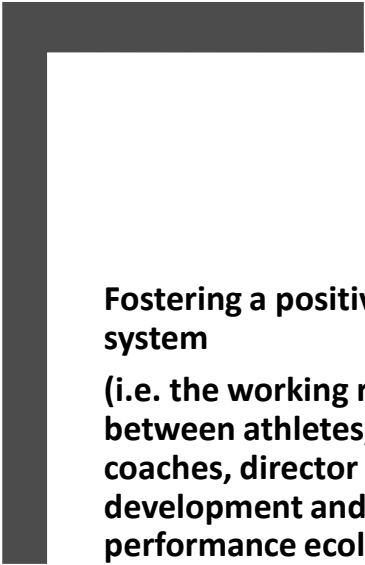 Fostering a positiv
system
(i.e. the working r
between athletes,
coaches, director
development and
performance ecol